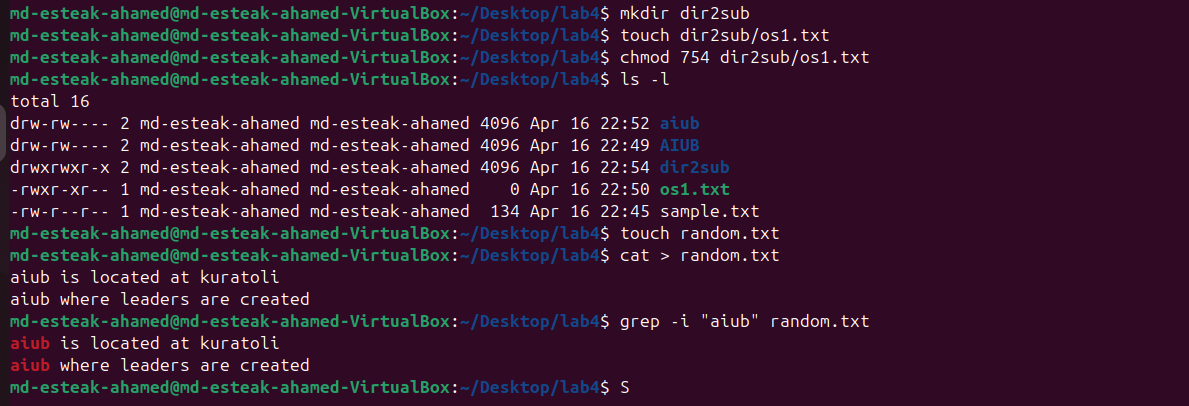 md-esteak-ahamed@md-esteak-ahamed-VirtualBox:~/Desktop/lab4$ mkdir dir2sub
md-esteak-ahamed@md-esteak-ahamed-VirtualBox:~/Desktop/lab4$ touch dir2sub/os1.txt
md-esteak-ahamed@md-esteak-ahamed-VirtualBox:~/Desktop/lab4$ chmod 754 dir2sub/os1.txt
md-esteak-ahamed@md-esteak-ahamed-VirtualBox:~/Desktop/lab4$ ls -l
total 16
drw-rw---- 2 md-esteak-ahamed md-esteak-ahamed 4096 Apr 16 22:52 aiub
drw-rw---- 2 md-esteak-ahamed md-esteak-ahamed 4096 Apr 16 22:49 AIUB
drwxrwxr-x 2 md-esteak-ahamed md-esteak-ahamed 4096 Apr 16 22:54 dir2sub
-rwxr-xr-- 1 md-esteak-ahamed md-esteak-ahamed    0 Apr 16 22:50 os1.txt
-rw-r--r-- 1 md-esteak-ahamed md-esteak-ahamed  134 Apr 16 22:45 sample.txt
md-esteak-ahamed@md-esteak-ahamed-VirtualBox:~/Desktop/lab4$ touch random.txt
md-esteak-ahamed@md-esteak-ahamed-VirtualBox:~/Desktop/lab4$ cat > random.txt
aiub is located at kuratoli
aiub where leaders are created
md-esteak-ahamed@md-esteak-ahamed-VirtualBox:~/Desktop/lab4$ grep -i "aiub" random.txt
aiub is located at kuratoli
aiub where leaders are created
md-esteak-ahamed@md-esteak-ahamed-VirtualBox:~/Desktop/lab4$ S